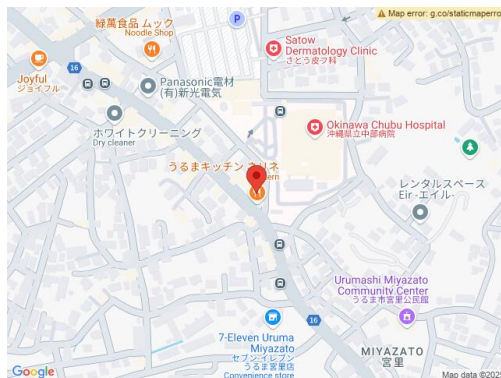 緑萬食品 ムック
Noodle Shop
P
Map error: g.co/staticmaperro
Satow
Dermatology Clinic
さとう皮フ科
Joyful
ジョイフル
16
Panasonic電材
(有)新光電気
ホワイトクリーニング
Dry cleaner
Okinawa Chubu Hospital
沖縄県立中部病院
うるまキッチン
レンタルスペース
Eir -エイル-
Urumashi Miyazato
Community Center
うるま市宮里公民館
7-Eleven Uruma
Miyazato
セブン-イレブン
うるま宮里店
Convenience store
16
MIYAZATO
宮里
Google
Map data ©2025